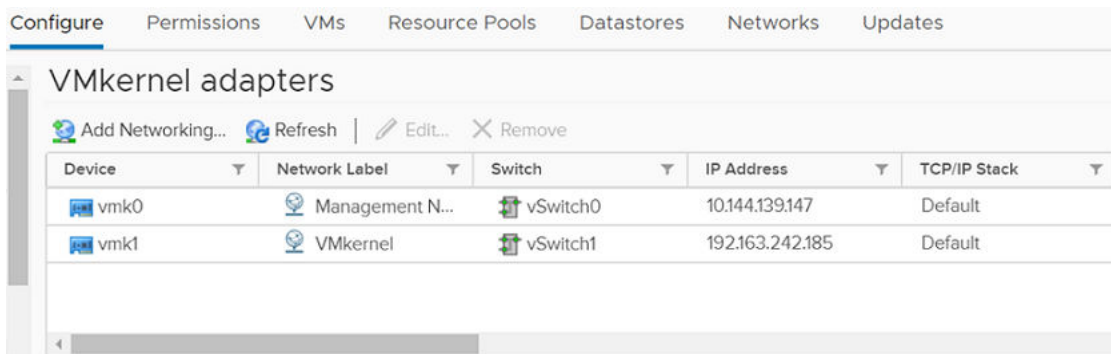 Configure Permissions VMs Resource Pools Datastores Networks Updates
VMkernel adapters
Add Networking... Refresh Edit... Remove
Device Network Label Switch IP Address TCP/IP Stack
vmk0 Management N... vSwitch0 10.144.139.147 Default
vmk1 VMkernel vSwitch1 192.163.242.185 Default